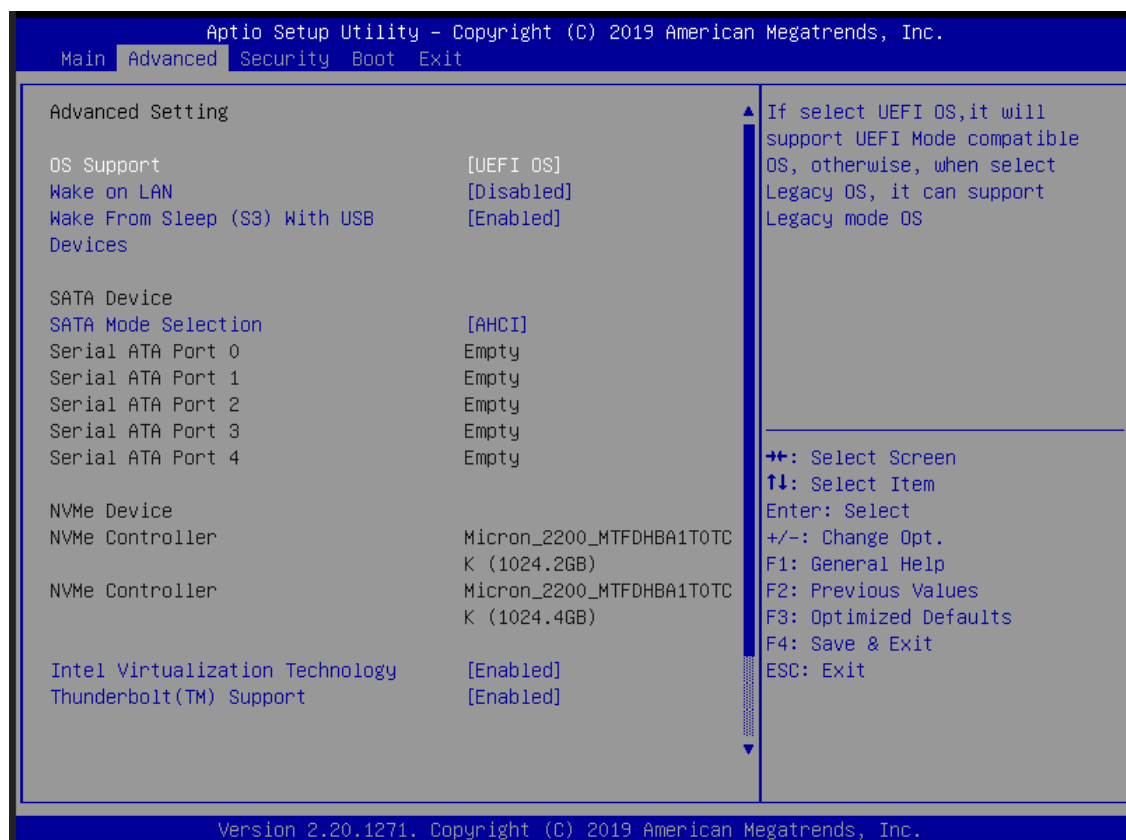 Aptio Setup Utility – Copyright (C) 2019 American Megatrends, Inc.
Main Advanced Security Boot Exit
Advanced Setting
OS Support [UEFI OS]
Wake on LAN [Disabled]
Wake From Sleep (S3) With USB [Enabled]
Devices
SATA Device
SATA Mode Selection [AHCI]
Serial ATA Port 0 Empty
Serial ATA Port 1 Empty
Serial ATA Port 2 Empty
Serial ATA Port 3 Empty
Serial ATA Port 4 Empty
NVMe Device
NVMe Controller Micron_2200_MTFDHBA1T0TC
K (1024.2GB)
NVMe Controller Micron_2200_MTFDHBA1T0TC
K (1024.4GB)
Intel Virtualization Technology [Enabled]
Thunderbolt(TM) Support [Enabled]
If select UEFI OS,it will
support UEFI Mode compatible
OS, otherwise, when select
Legacy OS, it can support
Legacy mode OS
→←: Select Screen
↑↓: Select Item
Enter: Select
+/-: Change Opt.
F1: General Help
F2: Previous Values
F3: Optimized Defaults
F4: Save & Exit
ESC: Exit
Version 2.20.1271. Copyright (C) 2019 American Megatrends, Inc.